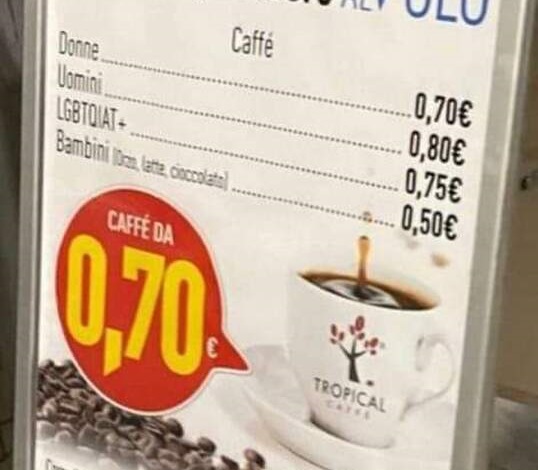 Caffé
Donne 0,70€
Uomini 0,80€
LGBTQIAT+ 0,75€
Bambini (Orzo, latte, cioccolato) 0,50€
CAFFÉ DA
0,70€
TROPICAL
CAFFE